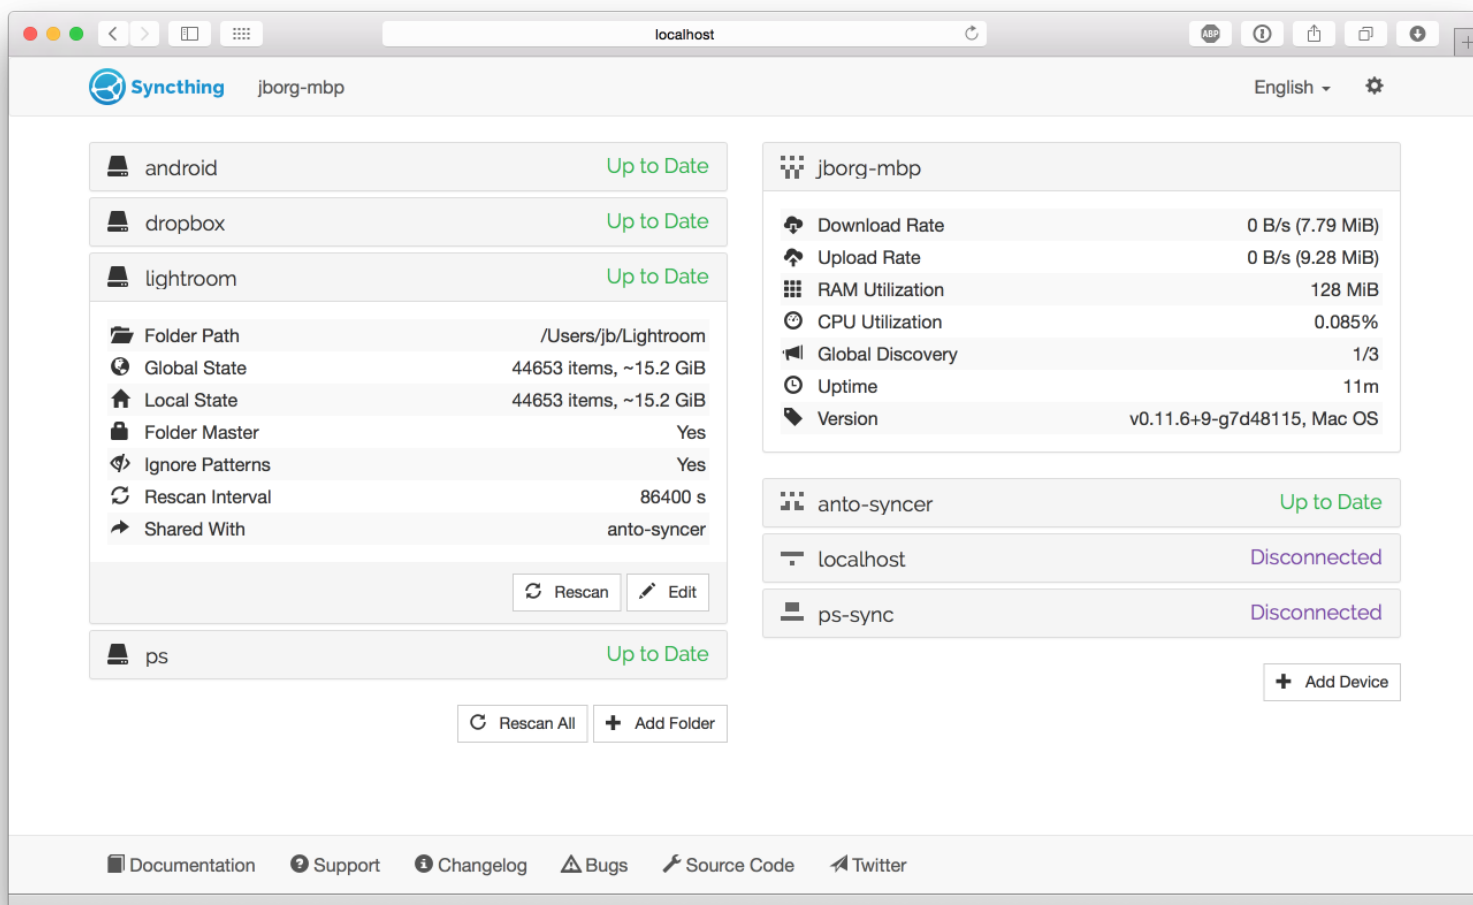 localhost
ABP
Syncthing jborg-mbp English
android Up to Date
dropbox Up to Date
lightroom Up to Date
Folder Path /Users/jb/Lightroom
Global State 44653 items, ~15.2 GiB
Local State 44653 items, ~15.2 GiB
Folder Master Yes
Ignore Patterns Yes
Rescan Interval 86400 s
Shared With anto-syncer
Rescan Edit
ps Up to Date
Rescan All Add Folder
jborg-mbp
Download Rate 0 B/s (7.79 MiB)
Upload Rate 0 B/s (9.28 MiB)
RAM Utilization 128 MiB
CPU Utilization 0.085%
Global Discovery 1/3
Uptime 11m
Version v0.11.6+9-g7d48115, Mac OS
anto-syncer Up to Date
localhost Disconnected
ps-sync Disconnected
Add Device
Documentation Support Changelog Bugs Source Code Twitter